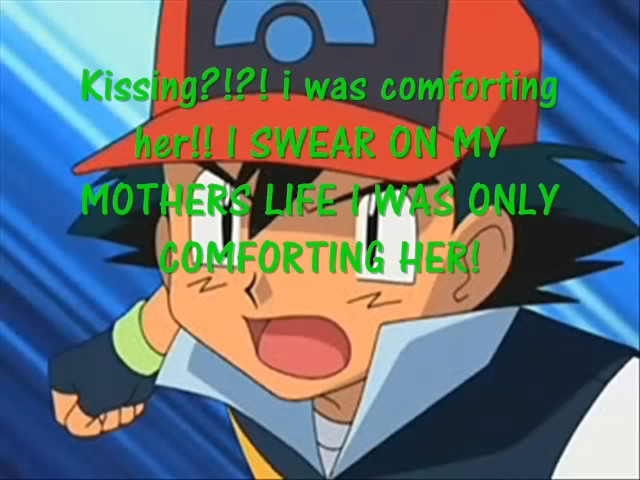 Kissing?!?! i was comforting
her!! I SWEAR ON MY
MOTHERS LIFE I WAS ONLY
COMFORTING HER!